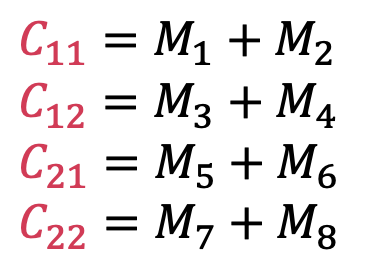 C₁₁ = M₁ + M₂
C₁₂ = M₃ + M₄
C₂₁ = M₅ + M₆
C₂₂ = M₇ + M₈